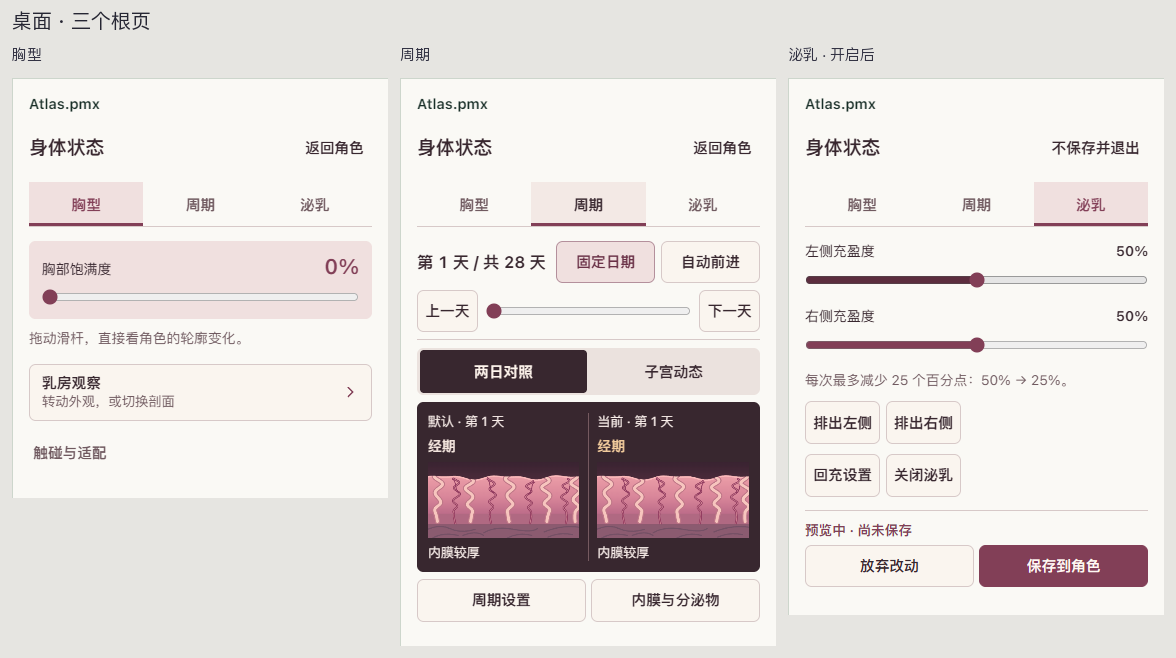 桌面 · 三个根页
胸型
Atlas.pmx
身体状态
返回角色
胸型
周期
泌乳
胸部饱满度
0%
拖动滑杆，直接看角色的轮廓变化。
乳房观察
转动外观，或切换剖面
触碰与适配
周期
Atlas.pmx
身体状态
返回角色
胸型
周期
泌乳
第 1 天 / 共 28 天
固定日期
自动前进
上一天
下一天
两日对照
子宫动态
默认 · 第 1 天
经期
内膜较厚
当前 · 第 1 天
经期
内膜较厚
周期设置
内膜与分泌物
泌乳 · 开启后
Atlas.pmx
身体状态
不保存并退出
胸型
周期
泌乳
左侧充盈度
50%
右侧充盈度
50%
每次最多减少 25 个百分点：50% → 25%。
排出左侧
排出右侧
回充设置
关闭泌乳
预览中 · 尚未保存
放弃改动
保存到角色